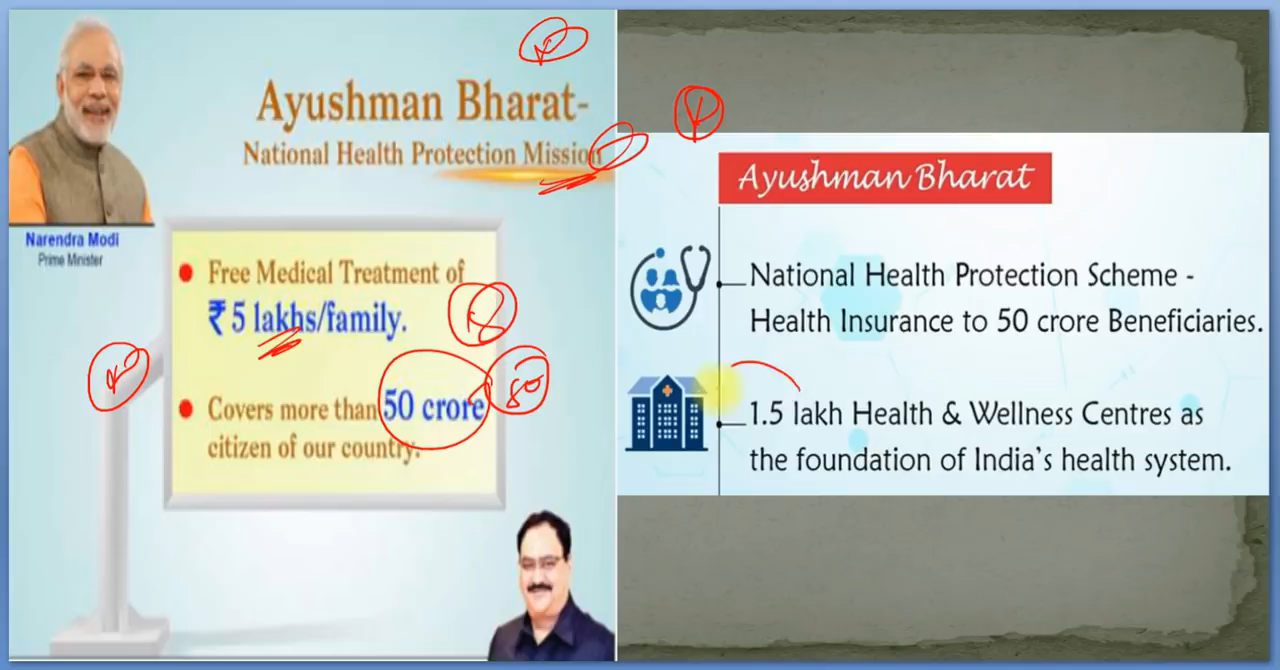 Ayushman Bharat-
National Health Protection Mission
Narendra Modi
Prime Minister
Free Medical Treatment of
₹ 5 lakhs/family.
Covers more than 50 crore
citizen of our country.
50
Ayushman Bharat
National Health Protection Scheme -
Health Insurance to 50 crore Beneficiaries.
1.5 lakh Health & Wellness Centres as
the foundation of India's health system.